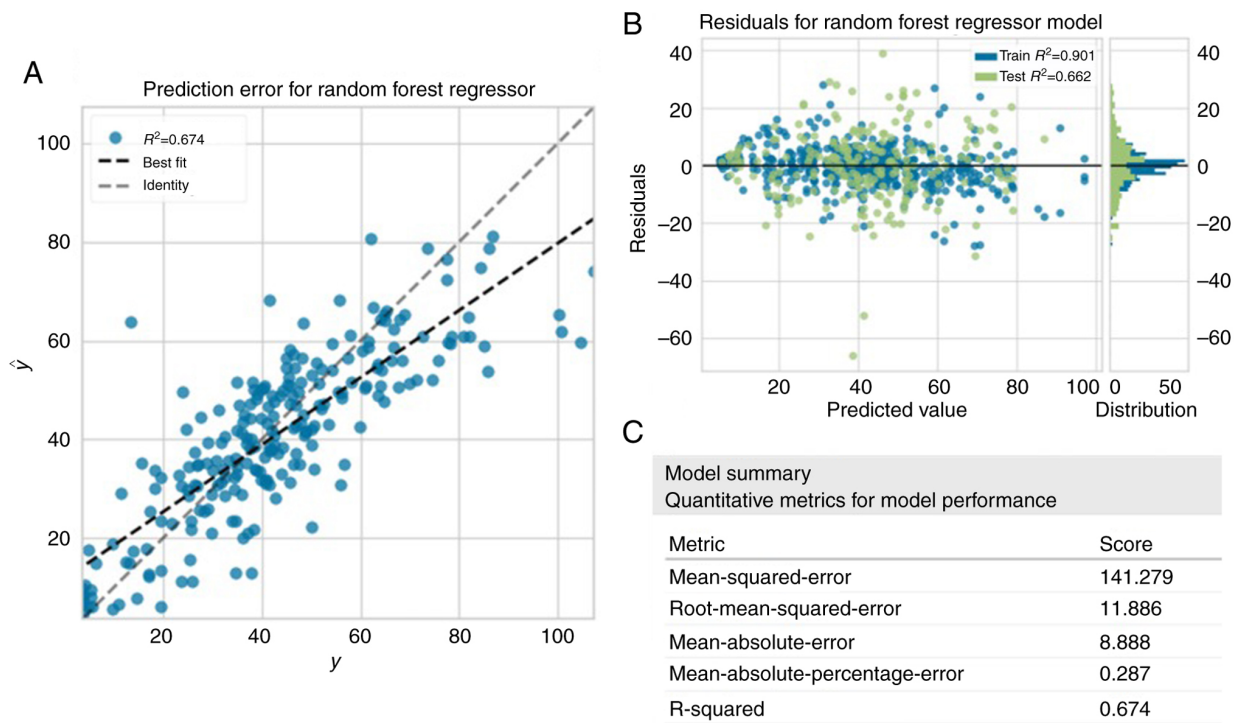 A
Prediction error for random forest regressor
R²=0.674
Best fit
Identity
100
80
60
40
20
ŷ
20
40
60
80
100
y
B
Residuals for random forest regressor model
Train R²=0.901
Test R²=0.662
40
20
0
−20
−40
−60
Residuals
40
20
0
−20
−40
−60
20
40
60
80
100
0
50
Predicted value
Distribution
C
Model summary
Quantitative metrics for model performance
Metric Score
Mean-squared-error 141.279
Root-mean-squared-error 11.886
Mean-absolute-error 8.888
Mean-absolute-percentage-error 0.287
R-squared 0.674